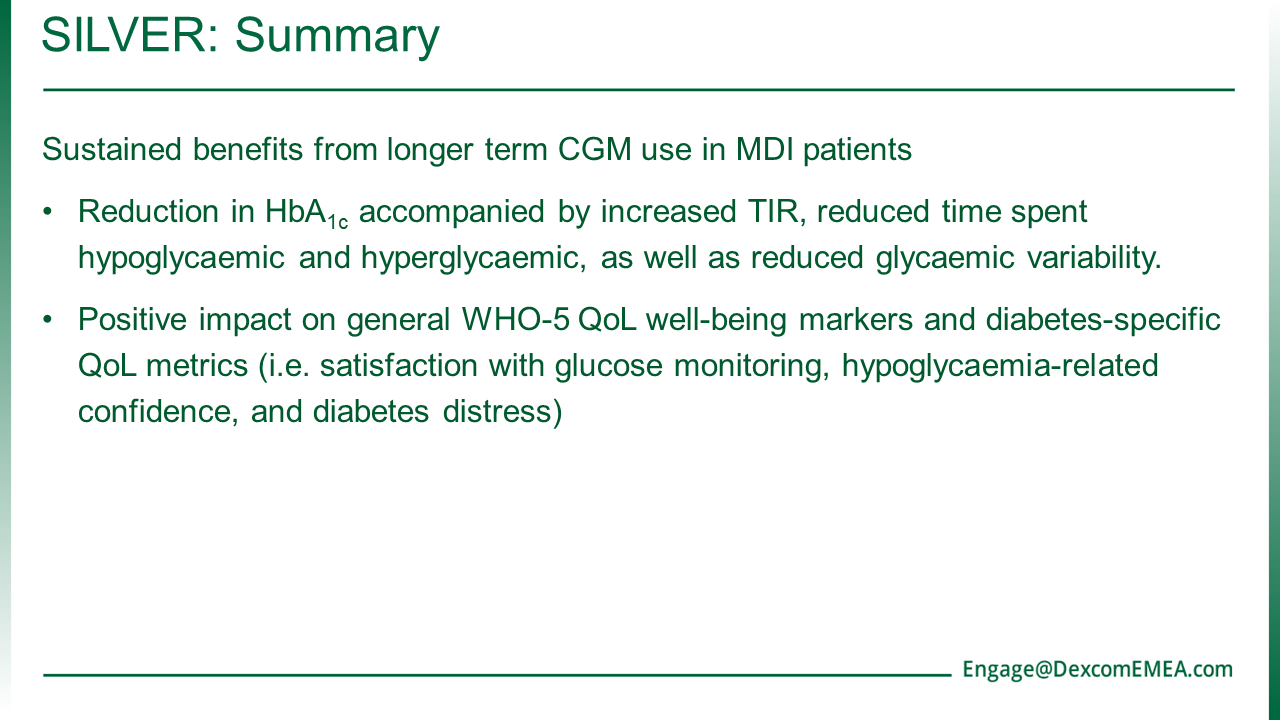 SILVER: Summary
Sustained benefits from longer term CGM use in MDI patients
• Reduction in HbA1c accompanied by increased TIR, reduced time spent
hypoglycaemic and hyperglycaemic, as well as reduced glycaemic variability.
• Positive impact on general WHO-5 QoL well-being markers and diabetes-specific
QoL metrics (i.e. satisfaction with glucose monitoring, hypoglycaemia-related
confidence, and diabetes distress)
Engage@DexcomEMEA.com